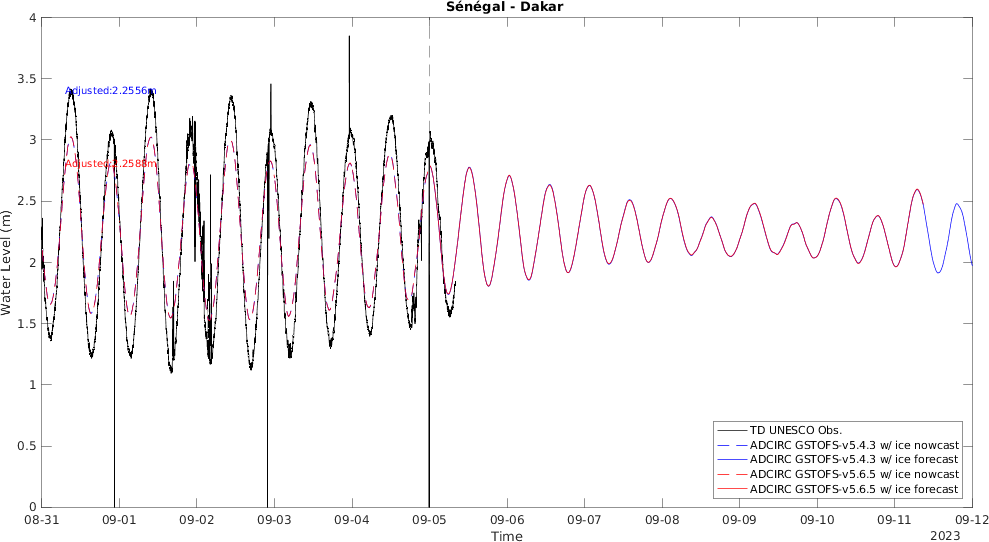 Sénégal - Dakar
4
3.5
3
2.5
2
1.5
1
0.5
0
Water Level (m)
Adjusted:2.2556m
Adjusted:2.2588m
TD UNESCO Obs.
ADCIRC GSTOFS-v5.4.3 w/ ice nowcast
ADCIRC GSTOFS-v5.4.3 w/ ice forecast
ADCIRC GSTOFS-v5.6.5 w/ ice nowcast
ADCIRC GSTOFS-v5.6.5 w/ ice forecast
08-31 09-01 09-02 09-03 09-04 09-05 09-06 09-07 09-08 09-09 09-10 09-11 09-12
Time
2023